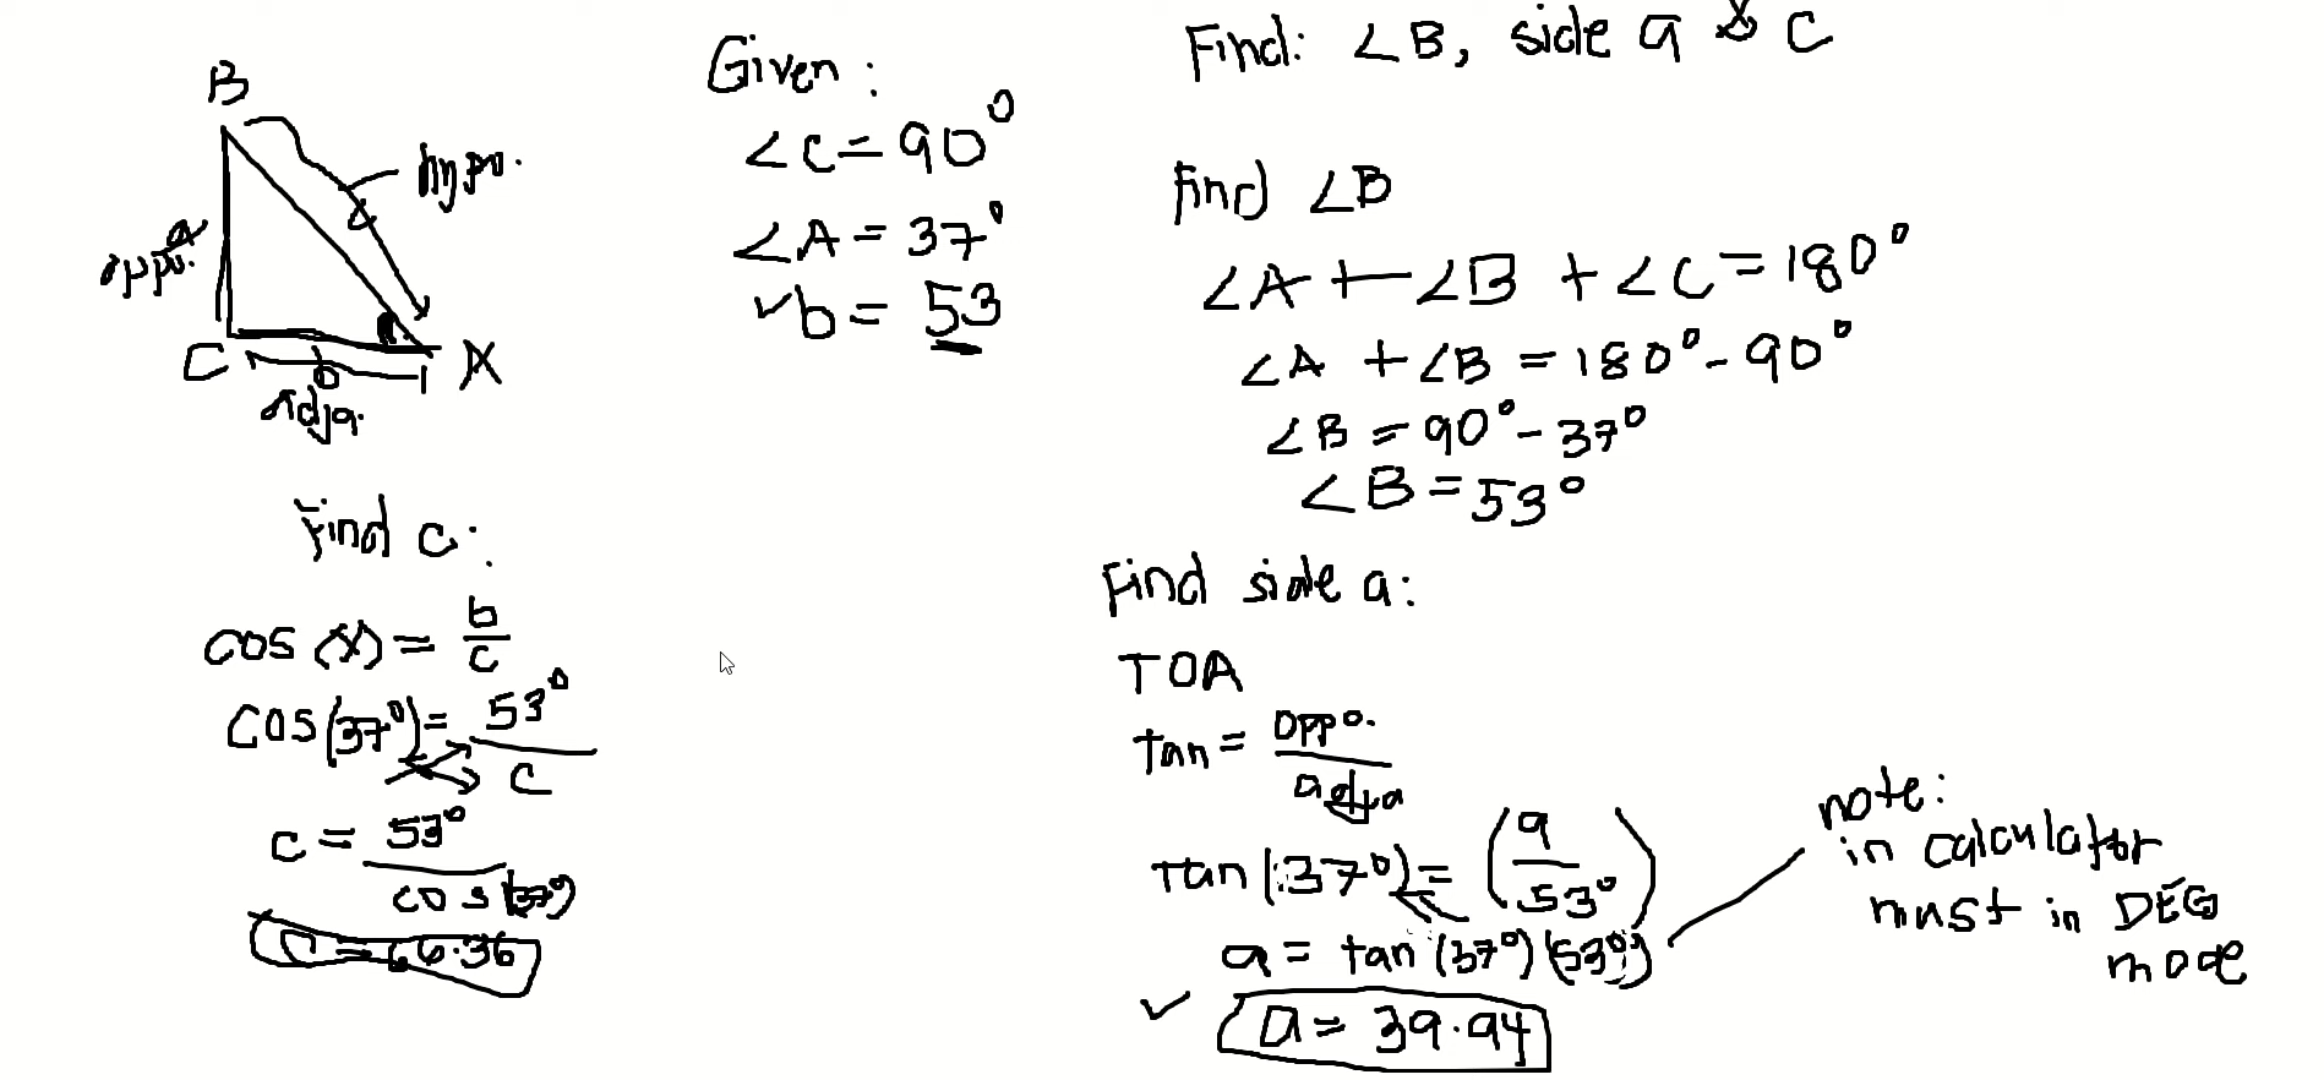 B
hypo.
c
a
oppo.
C
A
b
adja.
Given:
∠C = 90°
∠A = 37°
✓b = 53
Find: ∠B, side a & c
Find ∠B
∠A + ∠B + ∠C = 180°
∠A + ∠B = 180° - 90°
∠B = 90° - 37°
∠B = 53°
Find c:
cos (x) = b/c
cos(37°) = 53°/c
c = 53°/cos(37°)
c = 66.36
Find side a:
TOA
tan = oppo./adja
tan (37°) = (a/53°)
a = tan (37°)(53°)
✓ a = 39.94
note:
in calculator
must in DEG
mode